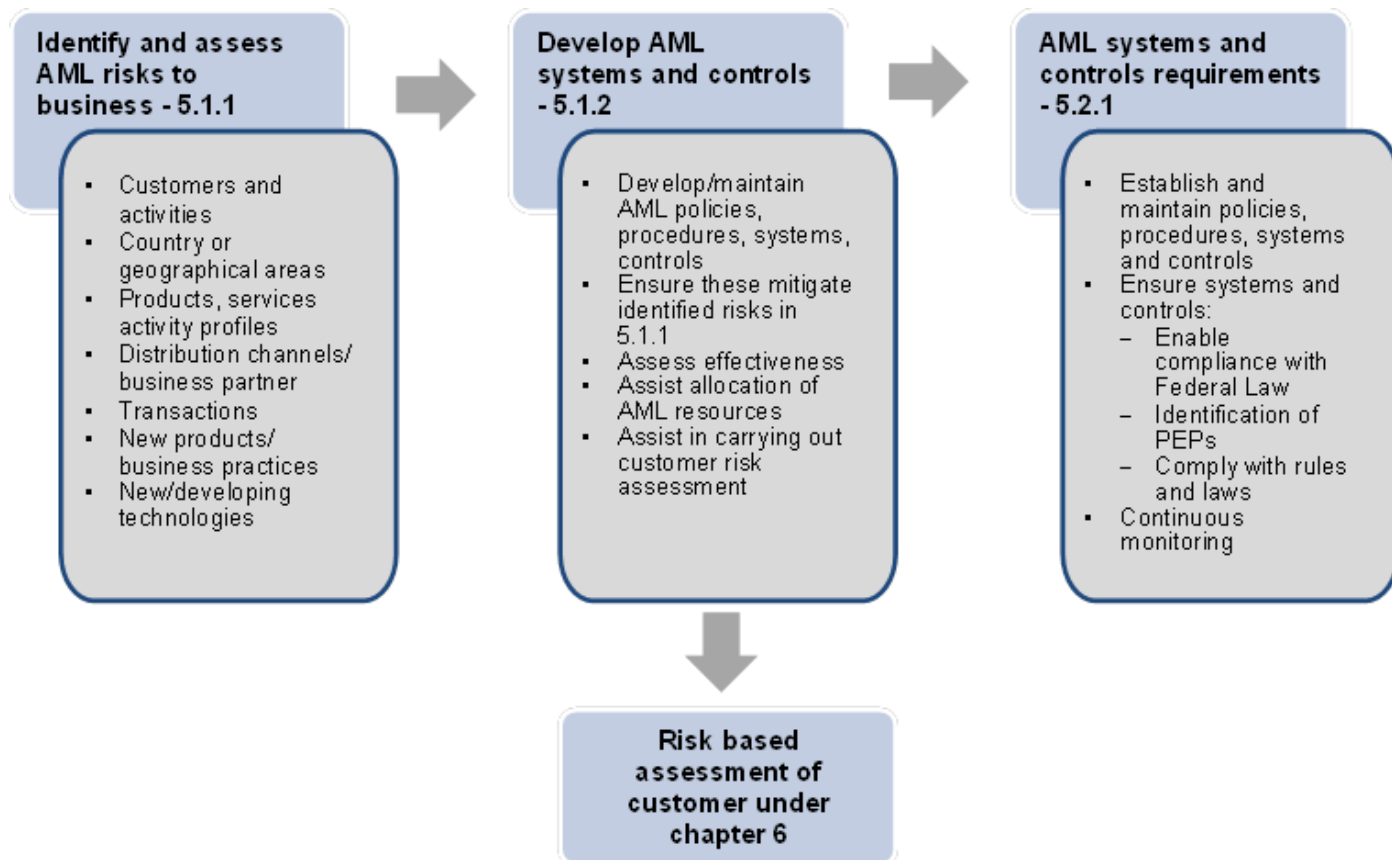 Identify and assess
AML risks to
business - 5.1.1
▪ Customers and
activities
▪ Country or
geographical areas
▪ Products, services
activity profiles
▪ Distribution channels/
business partner
▪ Transactions
▪ New products/
business practices
▪ New/developing
technologies
Develop AML
systems and controls
- 5.1.2
▪ Develop/maintain
AML policies,
procedures, systems,
controls
▪ Ensure these mitigate
identified risks in
5.1.1
▪ Assess effectiveness
▪ Assist allocation of
AML resources
▪ Assist in carrying out
customer risk
assessment
AML systems and
controls requirements
- 5.2.1
▪ Establish and
maintain policies,
procedures, systems
and controls
▪ Ensure systems and
controls:
– Enable
compliance with
Federal Law
– Identification of
PEPs
– Comply with rules
and laws
▪ Continuous
monitoring
Risk based
assessment of
customer under
chapter 6